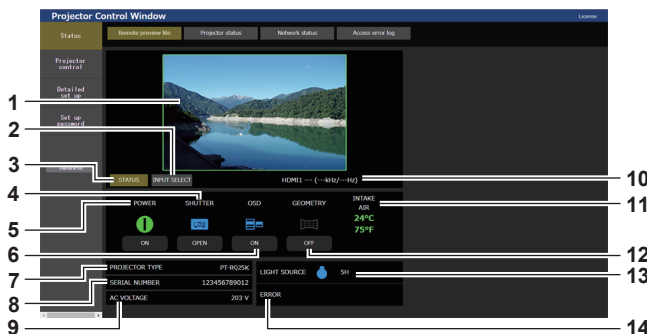 Projector Control Window
License
Status
Remote preview lite
Projector status
Network status
Access error log
Projector
control
Detailed
set up
Set up
password
1
2
3
STATUS
INPUT SELECT
HDMI1 --- (---kHz/---Hz)
10
4
POWER
SHUTTER
OSD
GEOMETRY
INTAKE
AIR
24°C
75°F
11
5
6
ON
OPEN
ON
OFF
12
7
PROJECTOR TYPE
PT-RQ25K
LIGHT SOURCE
5H
13
8
SERIAL NUMBER
123456789012
9
AC VOLTAGE
203 V
ERROR
14